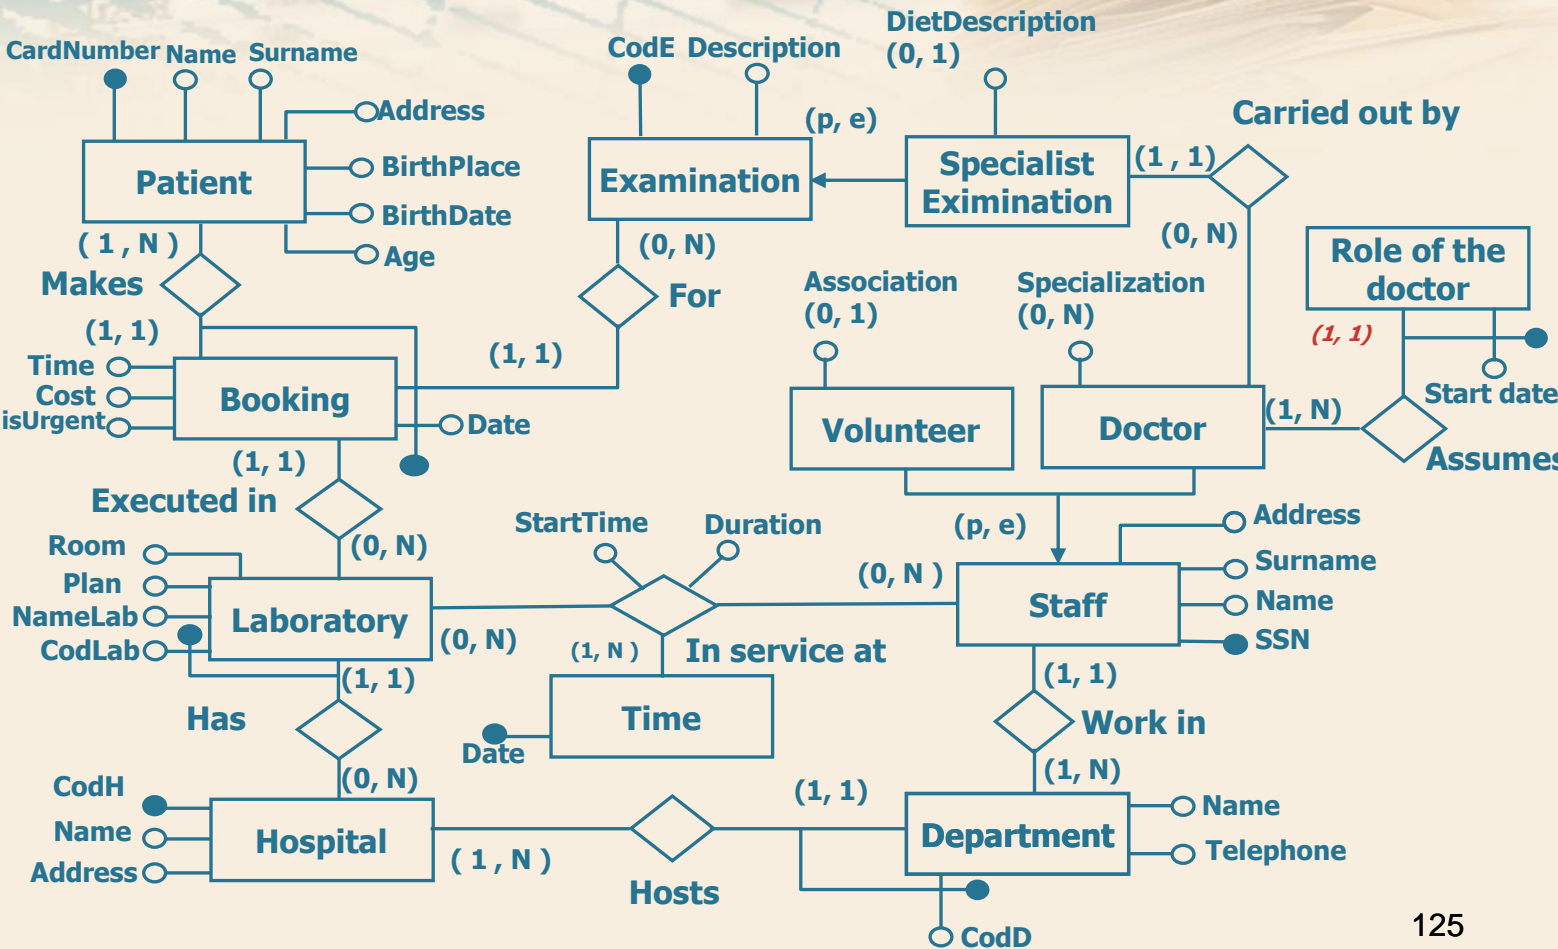 DietDescription
(0, 1)
CardNumber Name Surname
CodE Description
Address
(p, e)
Carried out by
Patient
BirthPlace
BirthDate
Age
Examination
Specialist
Eximination
(1 , 1)
( 1 , N )
Makes
(1, 1)
(0, N)
For
(0, N)
Role of the
doctor
(1, 1)
Association
(0, 1)
Specialization
(0, N)
Time
Cost
isUrgent
Booking
(1, 1)
Date
Volunteer
Doctor
(1, N)
Start date
Assumes
(1, 1)
Executed in
(0, N)
StartTime
Duration
(p, e)
Address
Surname
Name
SSN
Room
Plan
NameLab
CodLab
Laboratory
(0, N)
(0, N )
Staff
(1, N )
In service at
(1, 1)
Has
Time
Date
(1, 1)
Work in
(0, N)
(1, N)
CodH
Name
Address
Hospital
( 1 , N )
Hosts
(1, 1)
Department
Name
Telephone
CodD
125